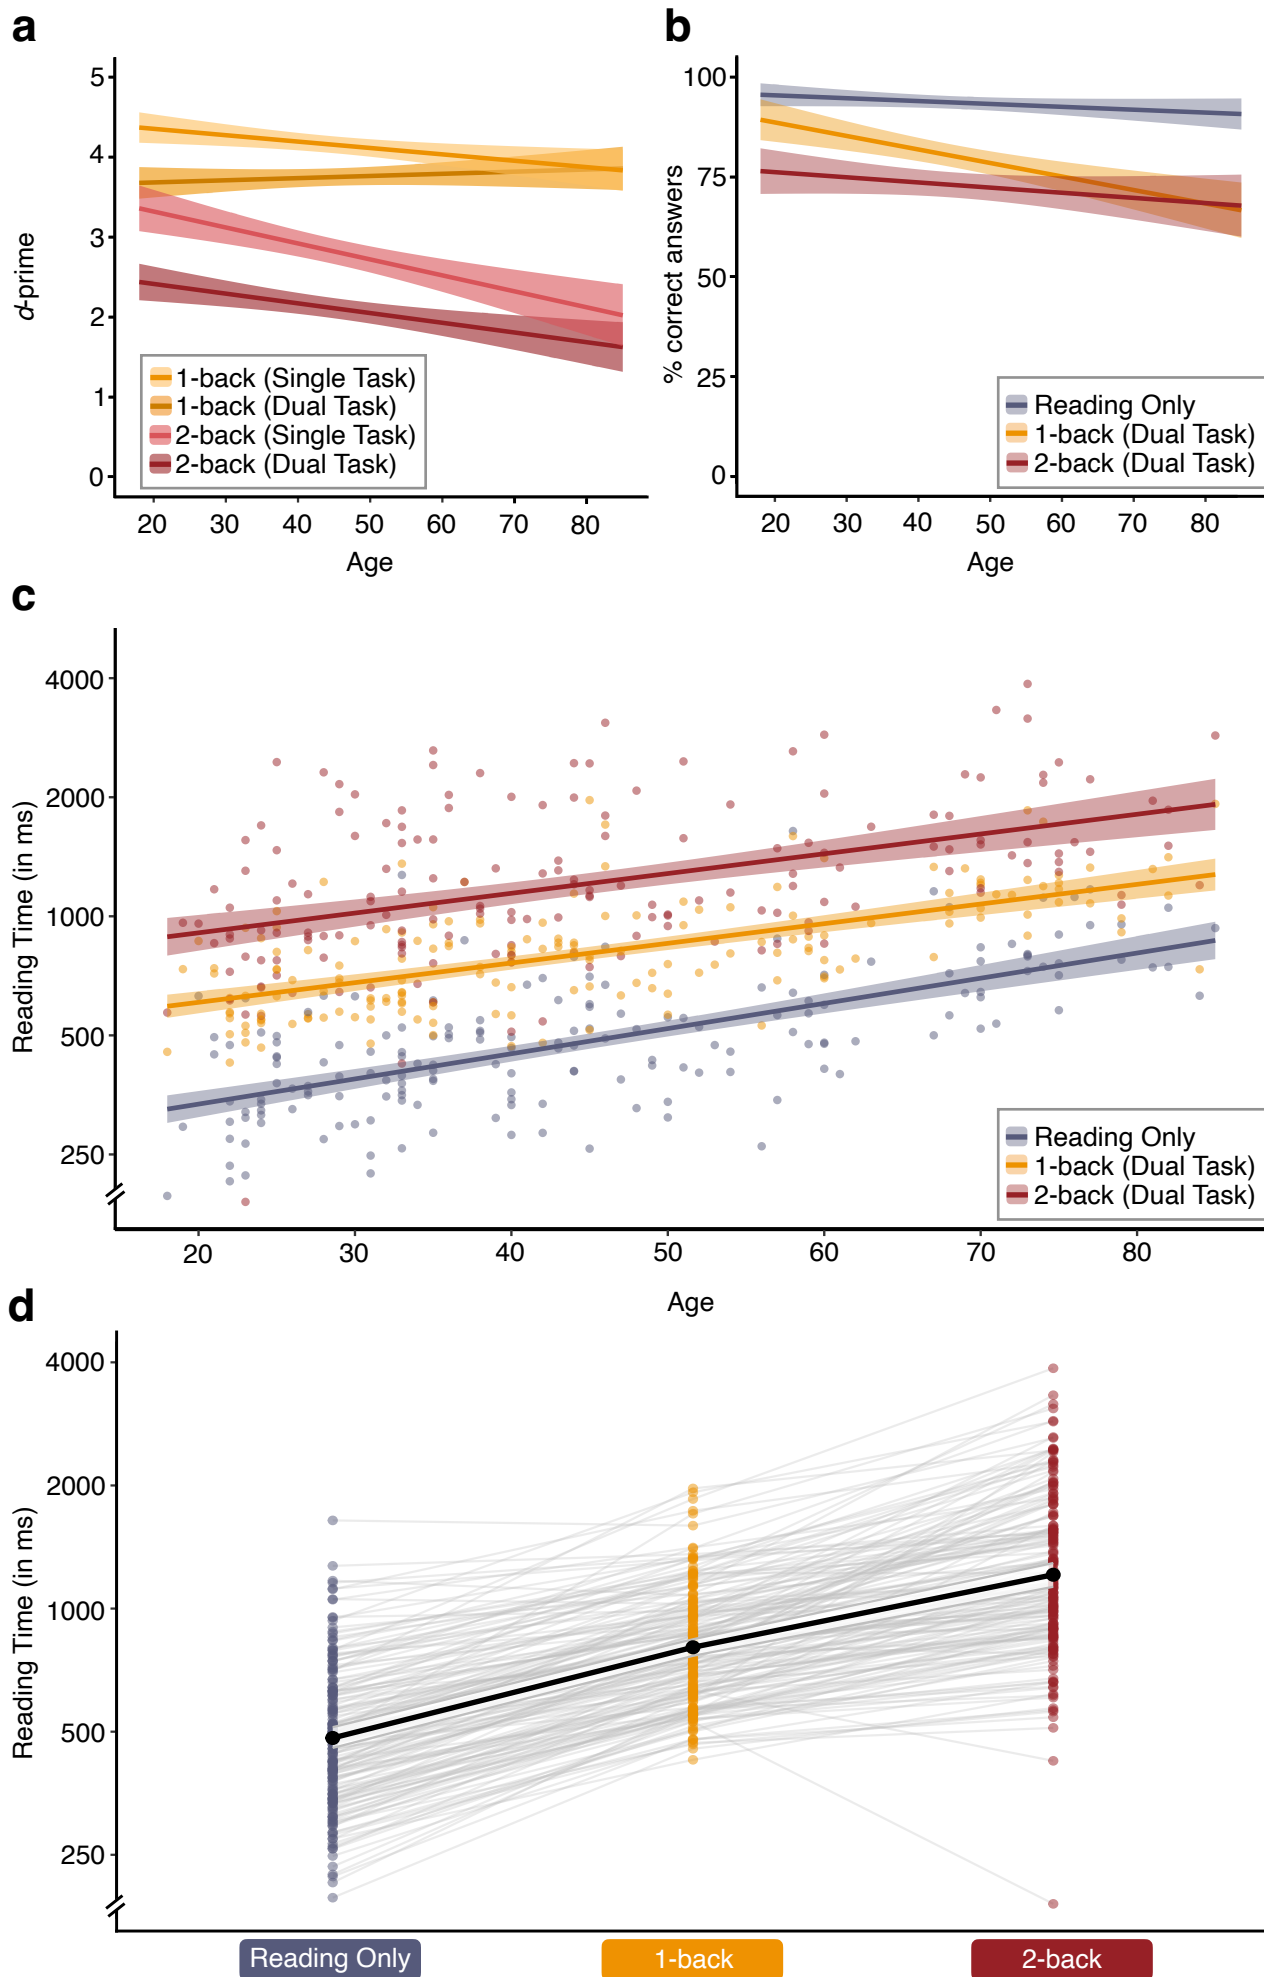 a
5
4
3
2
1
0
d-prime
1-back (Single Task)
1-back (Dual Task)
2-back (Single Task)
2-back (Dual Task)
20 30 40 50 60 70 80
Age
b
100
75
50
25
0
% correct answers
Reading Only
1-back (Dual Task)
2-back (Dual Task)
20 30 40 50 60 70 80
Age
c
4000
2000
1000
500
250
Reading Time (in ms)
Reading Only
1-back (Dual Task)
2-back (Dual Task)
20 30 40 50 60 70 80
Age
d
4000
2000
1000
500
250
Reading Time (in ms)
Reading Only 1-back 2-back